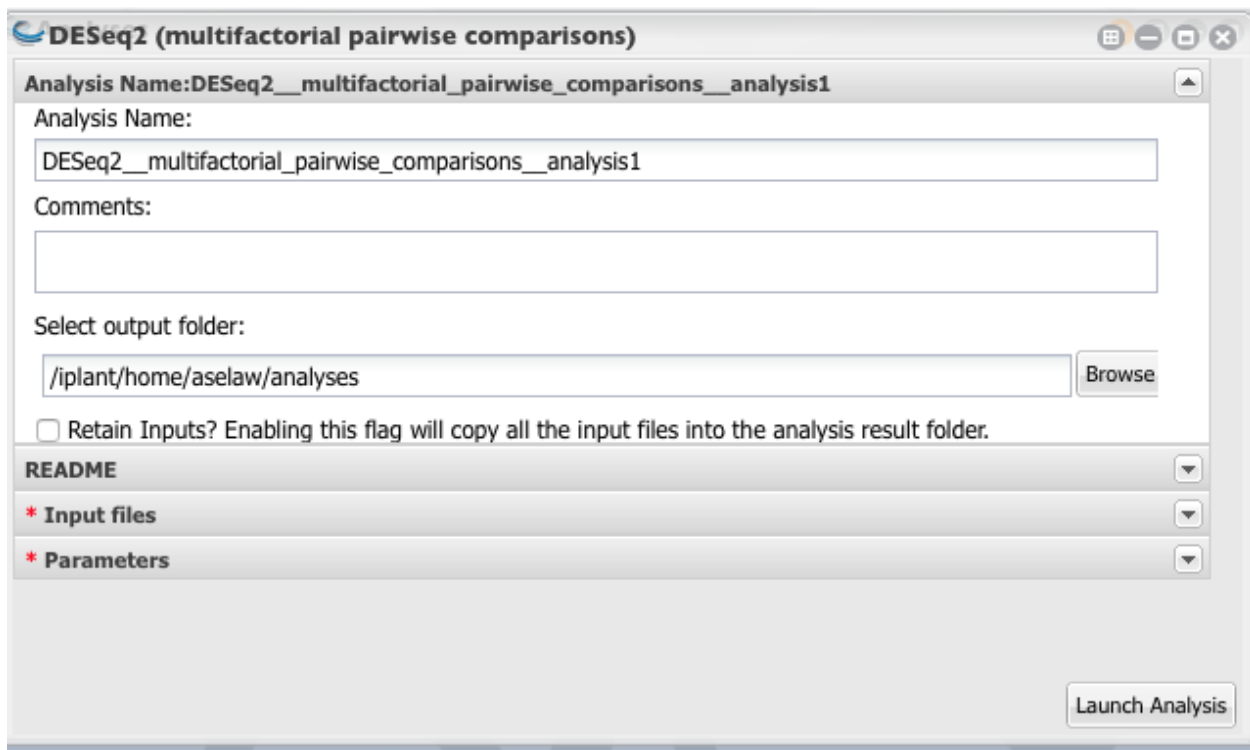 DESeq2 (multifactorial pairwise comparisons)
Analysis Name:DESeq2__multifactorial_pairwise_comparisons__analysis1
Analysis Name:
DESeq2__multifactorial_pairwise_comparisons__analysis1
Comments:
Select output folder:
/iplant/home/aselaw/analyses
Browse
Retain Inputs? Enabling this flag will copy all the input files into the analysis result folder.
README
* Input files
* Parameters
Launch Analysis